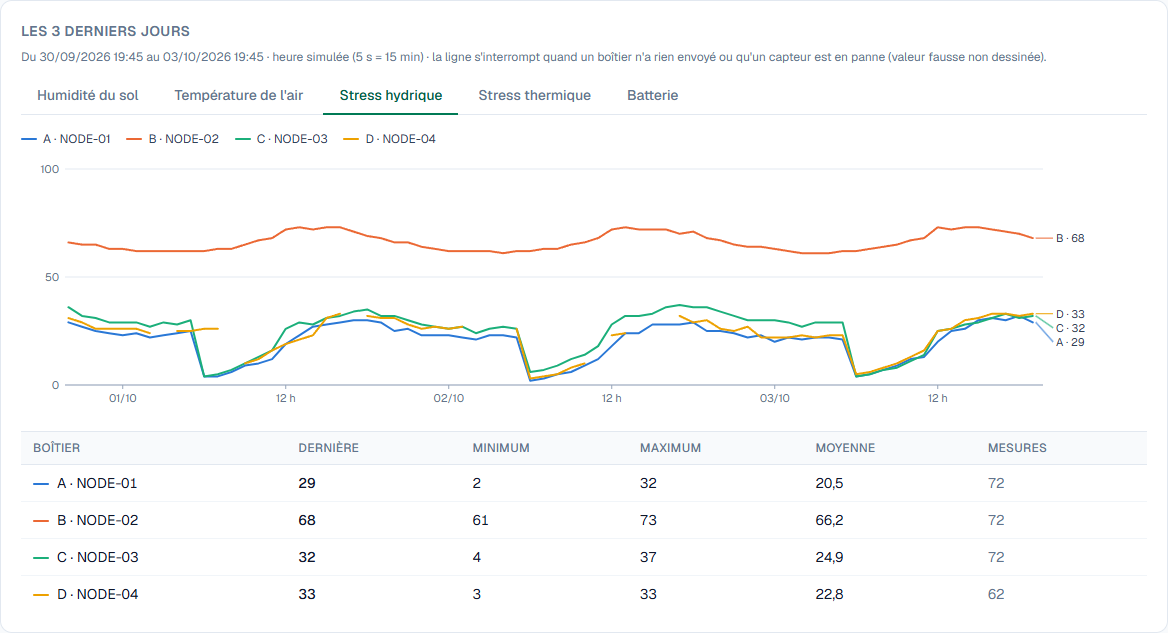 LES 3 DERNIERS JOURS
Du 30/09/2026 19:45 au 03/10/2026 19:45 · heure simulée (5 s = 15 min) · la ligne s'interrompt quand un boîtier n'a rien envoyé ou qu'un capteur est en panne (valeur fausse non dessinée).
Humidité du sol Température de l'air Stress hydrique Stress thermique Batterie
A · NODE-01 B · NODE-02 C · NODE-03 D · NODE-04
100
B · 68
50
D · 33
C · 32
A · 29
0
01/10 12 h 02/10 12 h 03/10 12 h
BOÎTIER DERNIÈRE MINIMUM MAXIMUM MOYENNE MESURES
A · NODE-01 29 2 32 20,5 72
B · NODE-02 68 61 73 66,2 72
C · NODE-03 32 4 37 24,9 72
D · NODE-04 33 3 33 22,8 62